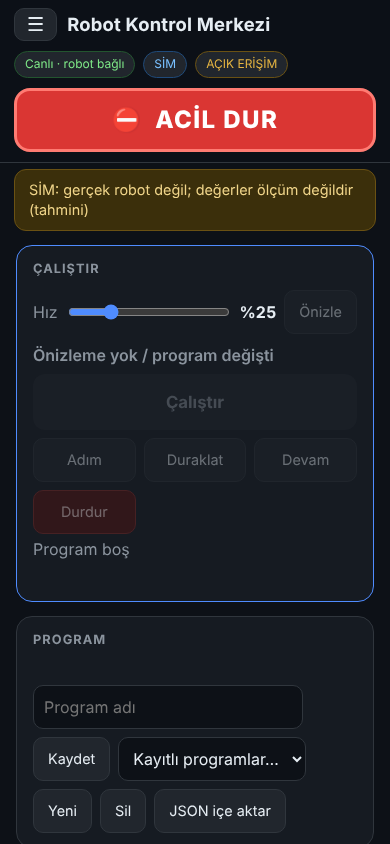 ☰ Robot Kontrol Merkezi
Canlı · robot bağlı SİM AÇIK ERİŞİM
⛔ ACİL DUR
SİM: gerçek robot değil; değerler ölçüm değildir
(tahmini)
ÇALIŞTIR
Hız %25 Önizle
Önizleme yok / program değişti
Çalıştır
Adım Duraklat Devam
Durdur
Program boş
PROGRAM
Program adı
Kaydet Kayıtlı programlar...
Yeni Sil JSON içe aktar